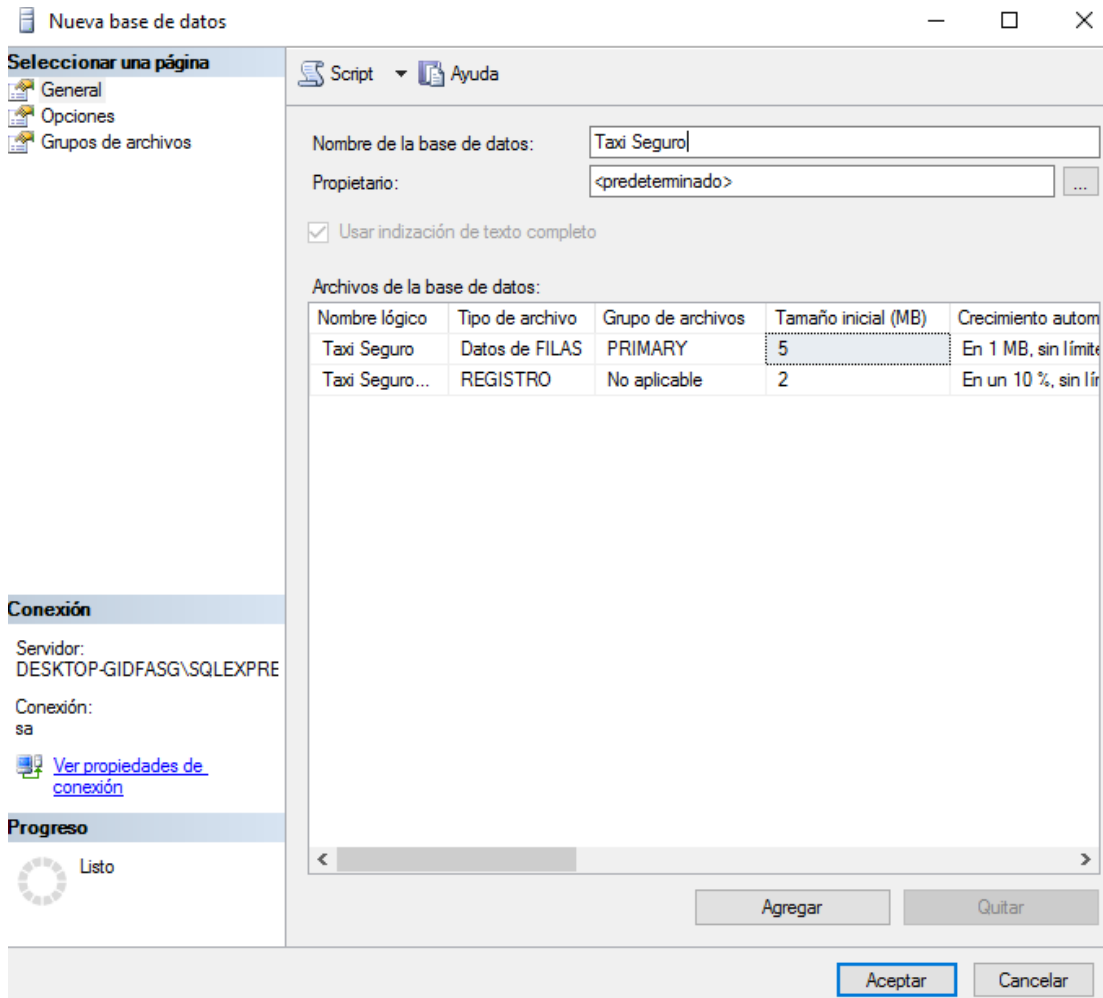 Nueva base de datos
Seleccionar una página
General
Opciones
Grupos de archivos
Script
Ayuda
Nombre de la base de datos:
Taxi Seguro
Propietario:
<predeterminado>
...
Usar indización de texto completo
Archivos de la base de datos:
Nombre lógico Tipo de archivo Grupo de archivos Tamaño inicial (MB) Crecimiento autom
Taxi Seguro Datos de FILAS PRIMARY 5 En 1 MB, sin límite
Taxi Seguro... REGISTRO No aplicable 2 En un 10 %, sin lír
Conexión
Servidor:
DESKTOP-GIDFASG\SQLEXPRE
Conexión:
sa
Ver propiedades de
conexión
Progreso
Listo
Agregar Quitar
Aceptar Cancelar